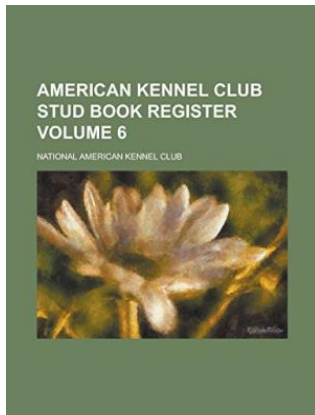 AMERICAN KENNEL CLUB
STUD BOOK REGISTER
VOLUME 6
NATIONAL AMERICAN KENNEL CLUB